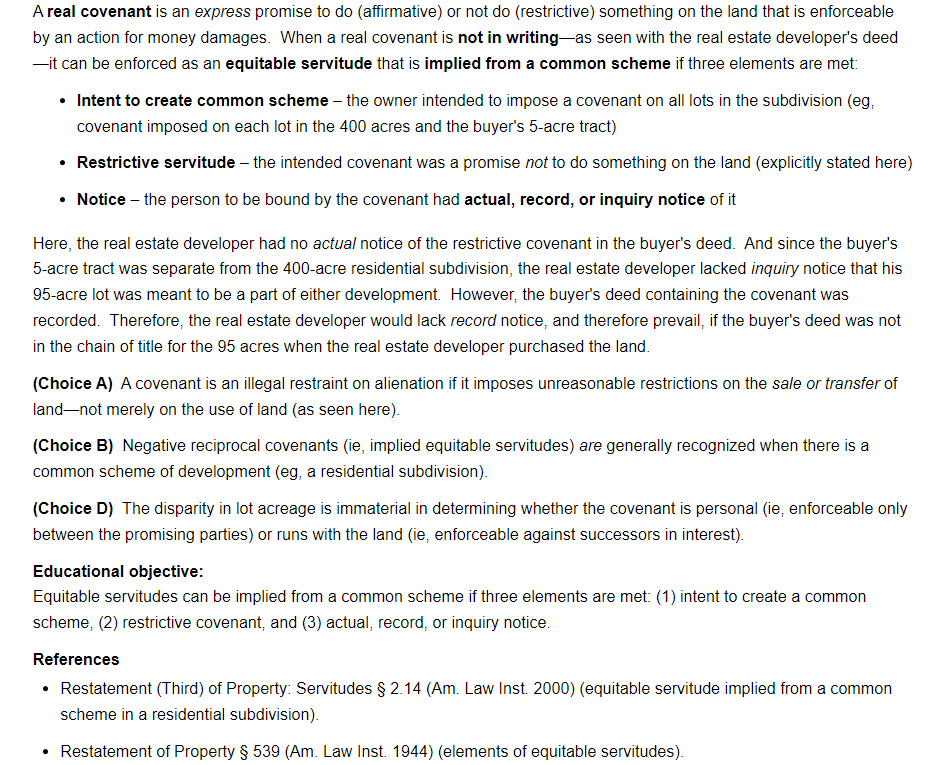 A real covenant is an express promise to do (affirmative) or not do (restrictive) something on the land that is enforceable
by an action for money damages. When a real covenant is not in writing—as seen with the real estate developer's deed
—it can be enforced as an equitable servitude that is implied from a common scheme if three elements are met:
• Intent to create common scheme – the owner intended to impose a covenant on all lots in the subdivision (eg,
covenant imposed on each lot in the 400 acres and the buyer's 5-acre tract)
• Restrictive servitude – the intended covenant was a promise not to do something on the land (explicitly stated here)
• Notice – the person to be bound by the covenant had actual, record, or inquiry notice of it
Here, the real estate developer had no actual notice of the restrictive covenant in the buyer's deed. And since the buyer's
5-acre tract was separate from the 400-acre residential subdivision, the real estate developer lacked inquiry notice that his
95-acre lot was meant to be a part of either development. However, the buyer's deed containing the covenant was
recorded. Therefore, the real estate developer would lack record notice, and therefore prevail, if the buyer's deed was not
in the chain of title for the 95 acres when the real estate developer purchased the land.
(Choice A) A covenant is an illegal restraint on alienation if it imposes unreasonable restrictions on the sale or transfer of
land—not merely on the use of land (as seen here).
(Choice B) Negative reciprocal covenants (ie, implied equitable servitudes) are generally recognized when there is a
common scheme of development (eg, a residential subdivision).
(Choice D) The disparity in lot acreage is immaterial in determining whether the covenant is personal (ie, enforceable only
between the promising parties) or runs with the land (ie, enforceable against successors in interest).
Educational objective:
Equitable servitudes can be implied from a common scheme if three elements are met: (1) intent to create a common
scheme, (2) restrictive covenant, and (3) actual, record, or inquiry notice.
References
• Restatement (Third) of Property: Servitudes § 2.14 (Am. Law Inst. 2000) (equitable servitude implied from a common
scheme in a residential subdivision).
• Restatement of Property § 539 (Am. Law Inst. 1944) (elements of equitable servitudes).